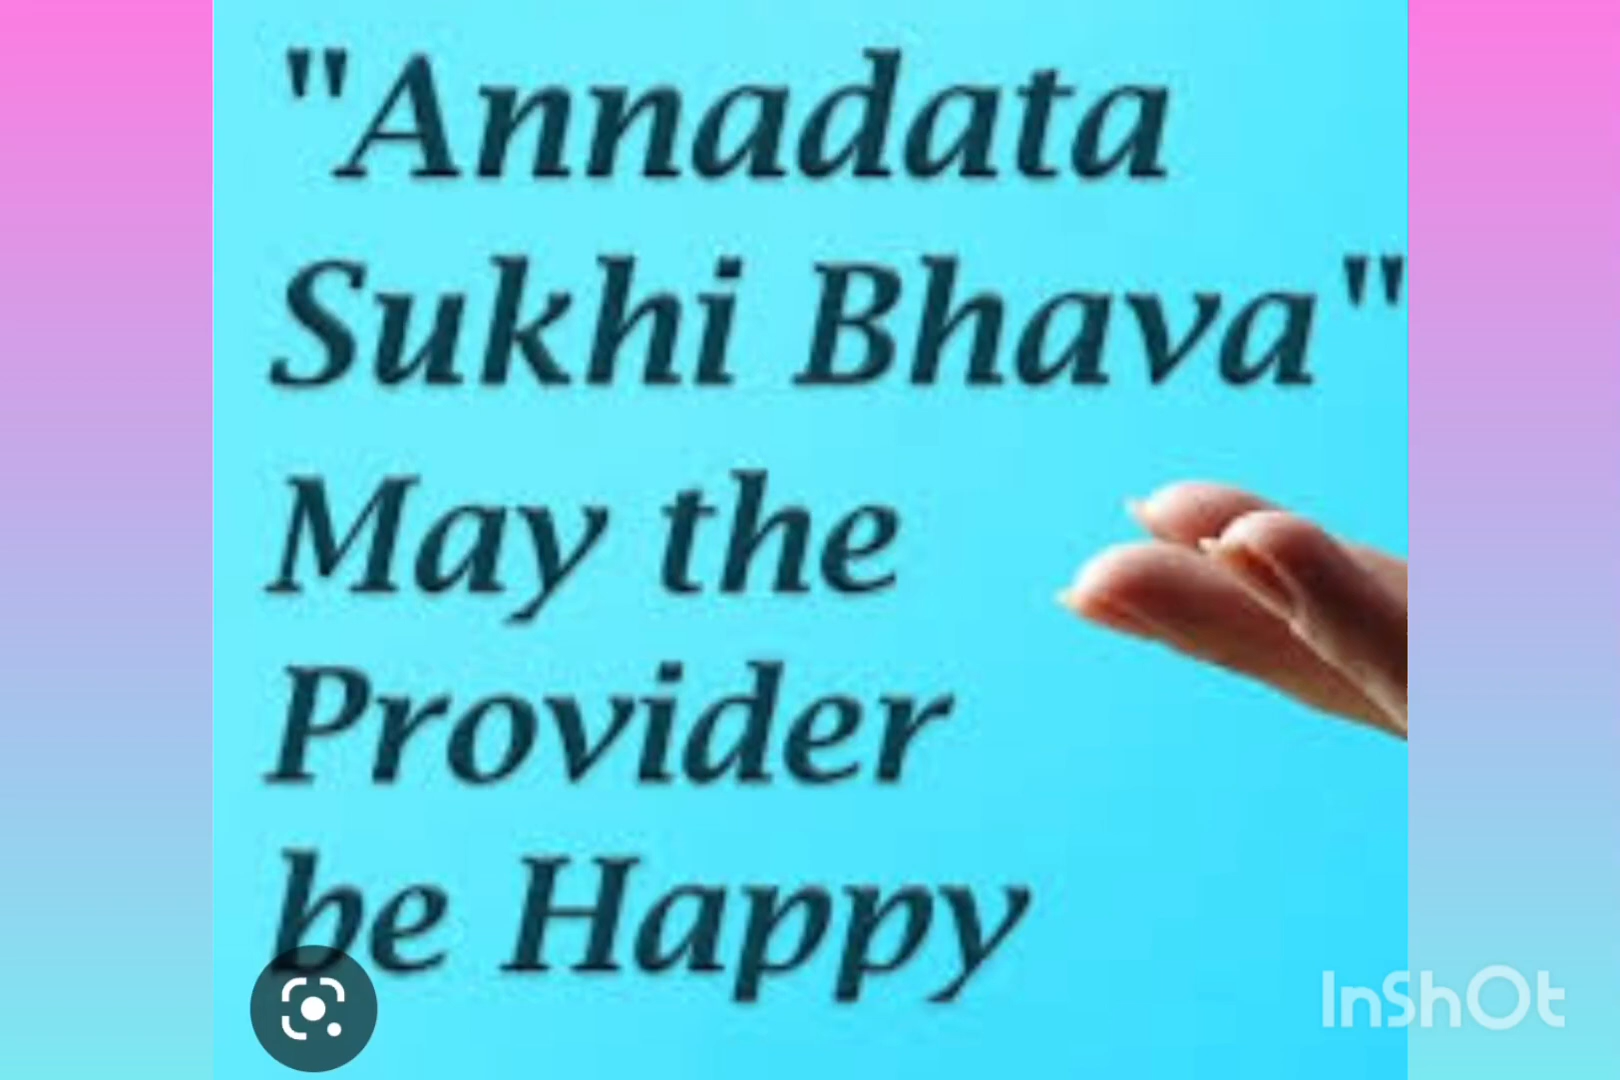 "Annadata
Sukhi Bhava"
May the
Provider
be Happy
InShOt